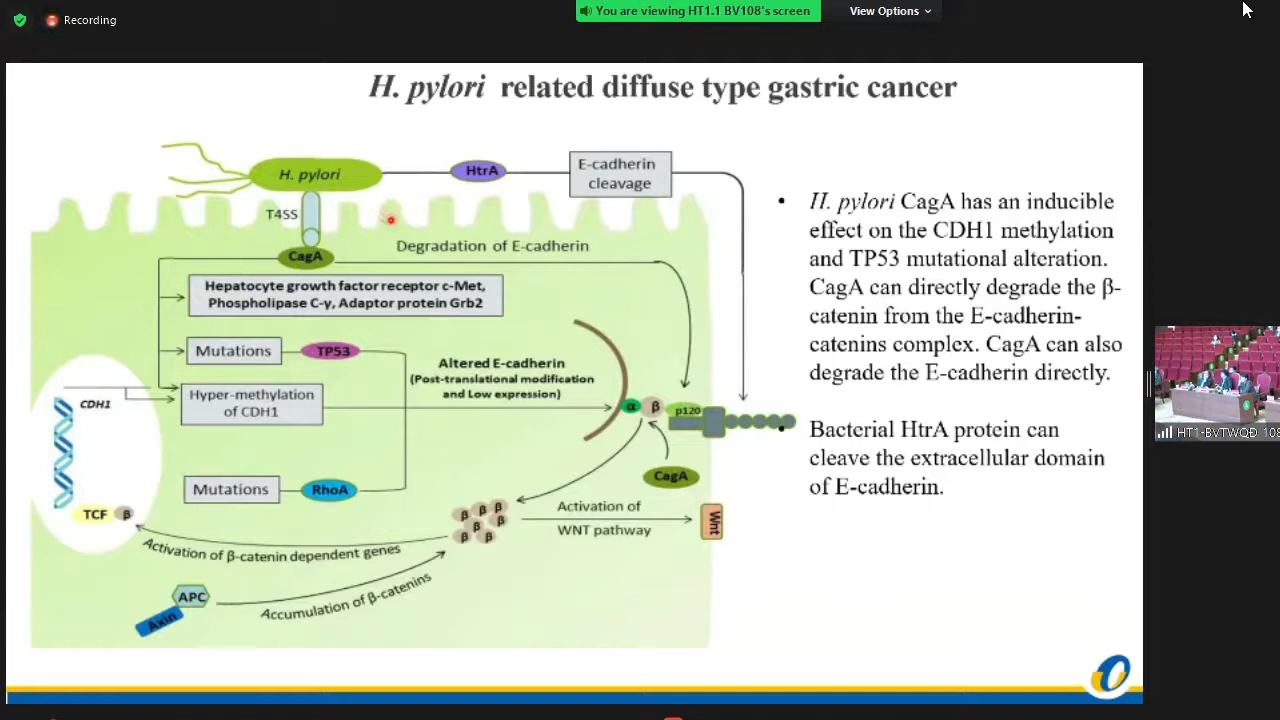 Recording
You are viewing HT1.1 BV108's screen
View Options
H. pylori related diffuse type gastric cancer
H. pylori
HtrA
E-cadherin
cleavage
T4SS
CagA
Degradation of E-cadherin
Hepatocyte growth factor receptor c-Met,
Phospholipase C-γ, Adaptor protein Grb2
Mutations
TP53
Altered E-cadherin
(Post-translational modification
and Low expression)
CDH1
Hyper-methylation
of CDH1
α
β
p120
Mutations
RhoA
CagA
TCF
β
β β β
β β
β β
Activation of
WNT pathway
Wnt
Activation of β-catenin dependent genes
APC
Axin
Accumulation of β-catenins
• H. pylori CagA has an inducible
effect on the CDH1 methylation
and TP53 mutational alteration.
CagA can directly degrade the β-
catenin from the E-cadherin-
catenins complex. CagA can also
degrade the E-cadherin directly.
• Bacterial HtrA protein can
cleave the extracellular domain
of E-cadherin.
HT1-BVTWQĐ 108